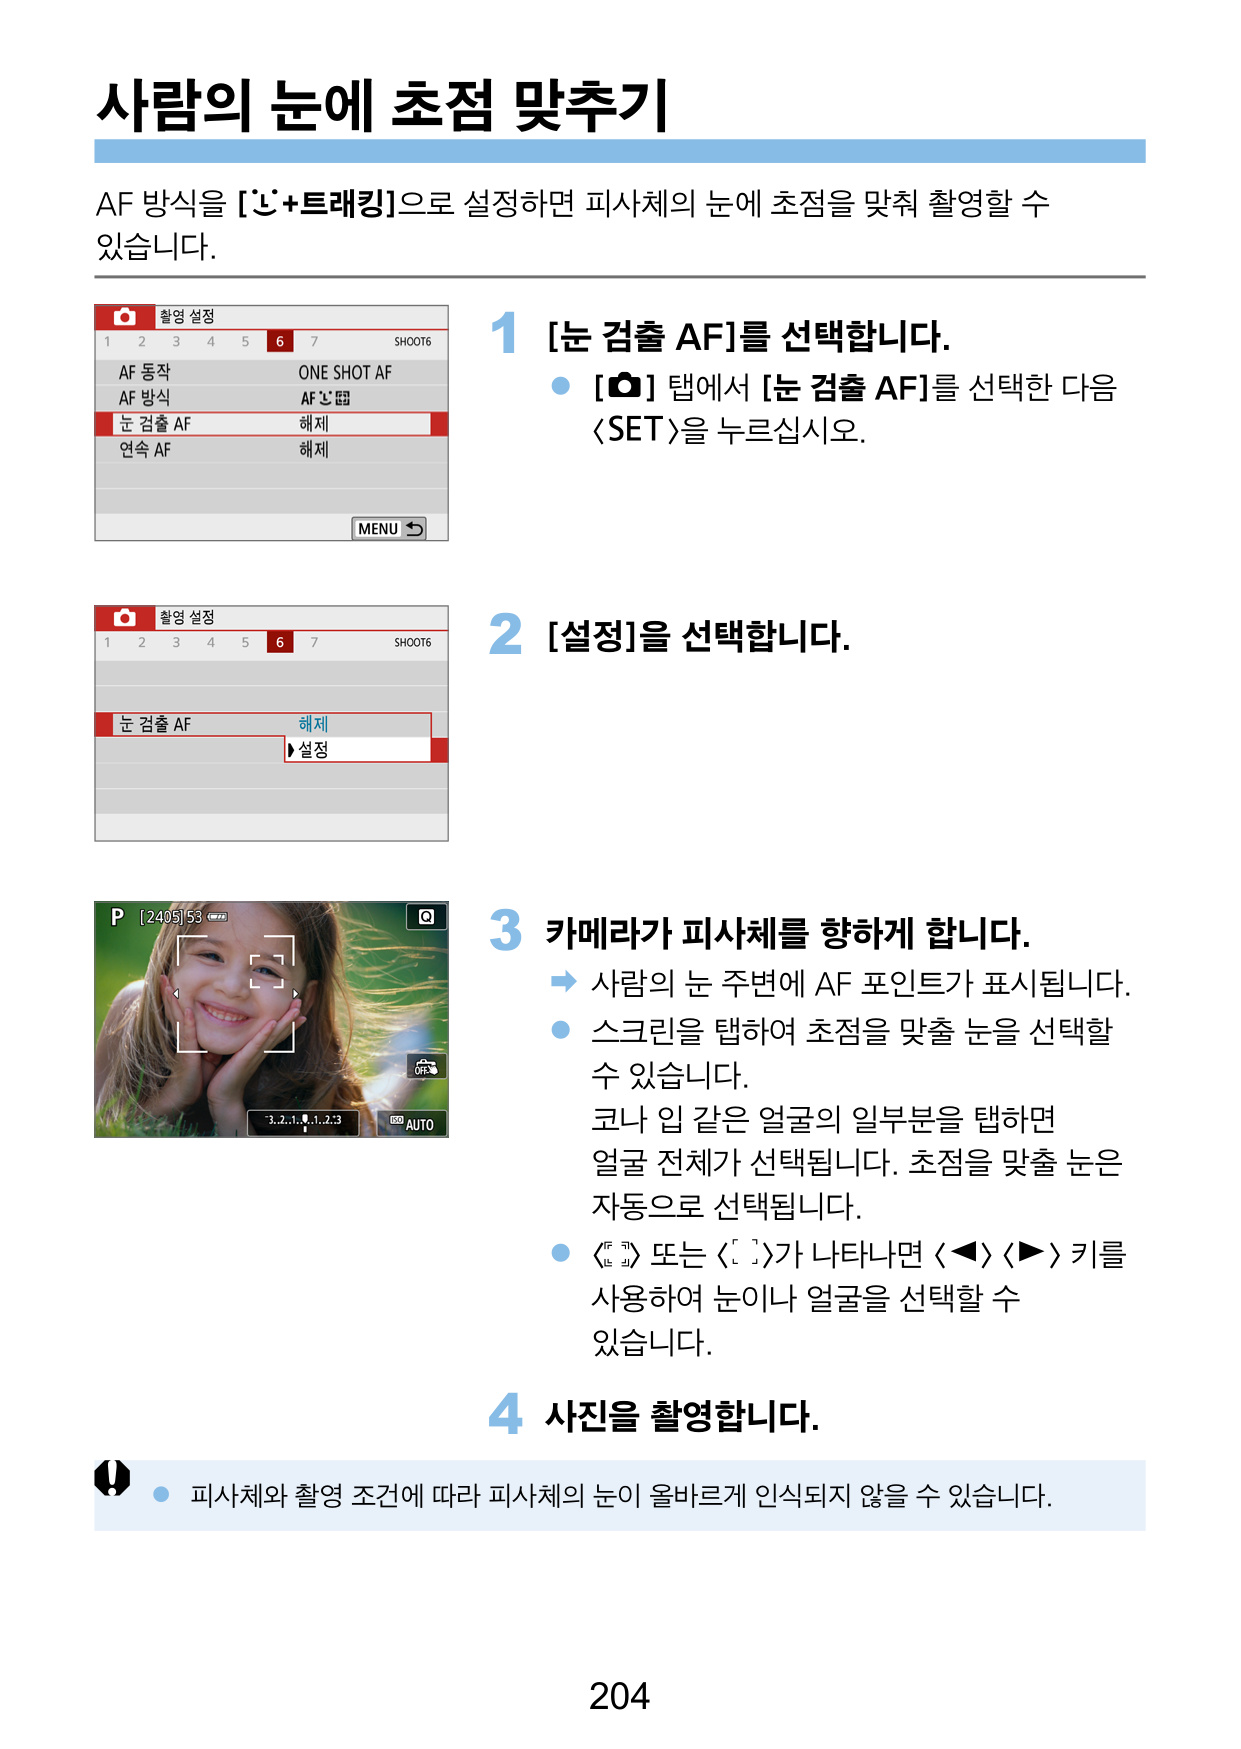 사람의 눈에 초점 맞추기
AF 방식을 [+트래킹]으로 설정하면 피사체의 눈에 초점을 맞춰 촬영할 수
있습니다.
촬영 설정
1 2 3 4 5 6 7 SHOOT6
AF 동작 ONE SHOT AF
AF 방식 AF
눈 검출 AF 해제
연속 AF 해제
MENU
1 [눈 검출 AF]를 선택합니다.
● [] 탭에서 [눈 검출 AF]를 선택한 다음
〈SET〉을 누르십시오.
촬영 설정
1 2 3 4 5 6 7 SHOOT6
눈 검출 AF 해제
설정
2 [설정]을 선택합니다.
P [2405] 53 Q
OFF
-3..2..1..0..1..2..+3 ISO AUTO
3 카메라가 피사체를 향하게 합니다.
➡ 사람의 눈 주변에 AF 포인트가 표시됩니다.
● 스크린을 탭하여 초점을 맞출 눈을 선택할
수 있습니다.
코나 입 같은 얼굴의 일부분을 탭하면
얼굴 전체가 선택됩니다. 초점을 맞출 눈은
자동으로 선택됩니다.
● 〈〉 또는 〈〉가 나타나면 〈◀〉〈▶〉 키를
사용하여 눈이나 얼굴을 선택할 수
있습니다.
4 사진을 촬영합니다.
● 피사체와 촬영 조건에 따라 피사체의 눈이 올바르게 인식되지 않을 수 있습니다.
204